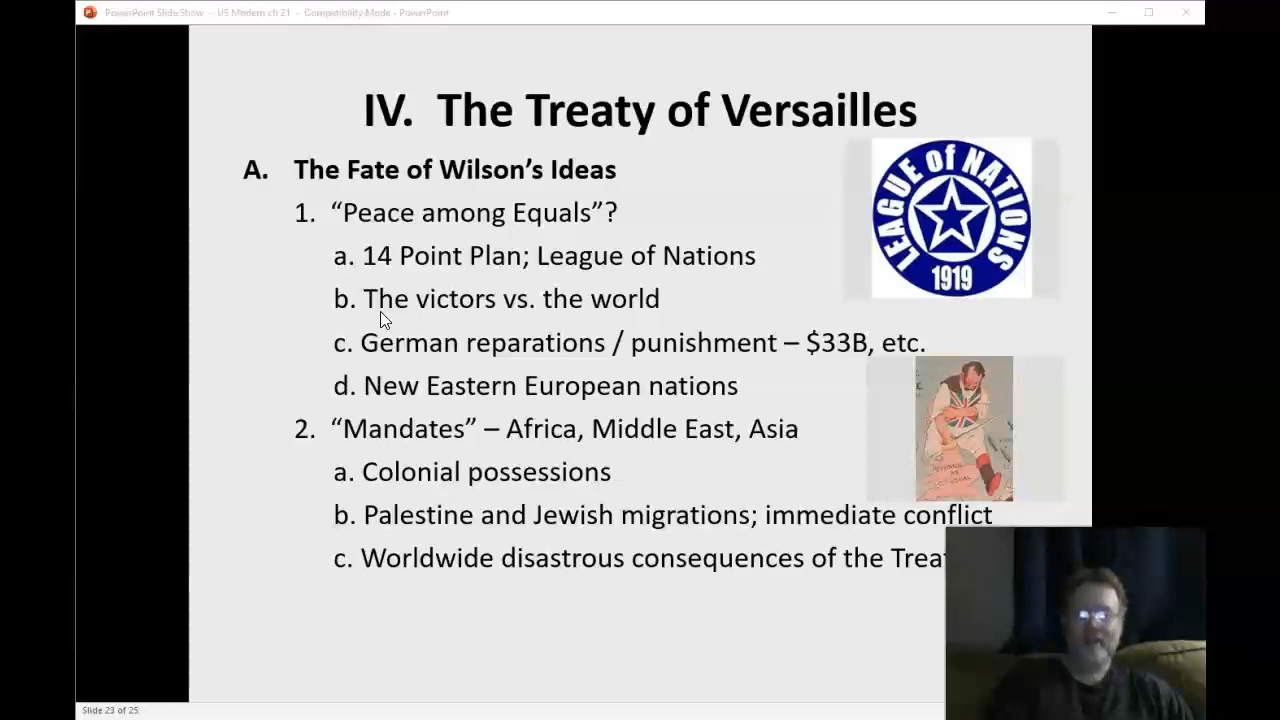 PowerPoint Slide Show - US Modern ch 21 - Compatibility Mode - PowerPoint
IV. The Treaty of Versailles
A. The Fate of Wilson's Ideas
1. “Peace among Equals”?
a. 14 Point Plan; League of Nations
b. The victors vs. the world
c. German reparations / punishment – $33B, etc.
d. New Eastern European nations
2. “Mandates” – Africa, Middle East, Asia
a. Colonial possessions
b. Palestine and Jewish migrations; immediate conflict
c. Worldwide disastrous consequences of the Trea
LEAGUE of NATIONS
1919
Slide 23 of 25